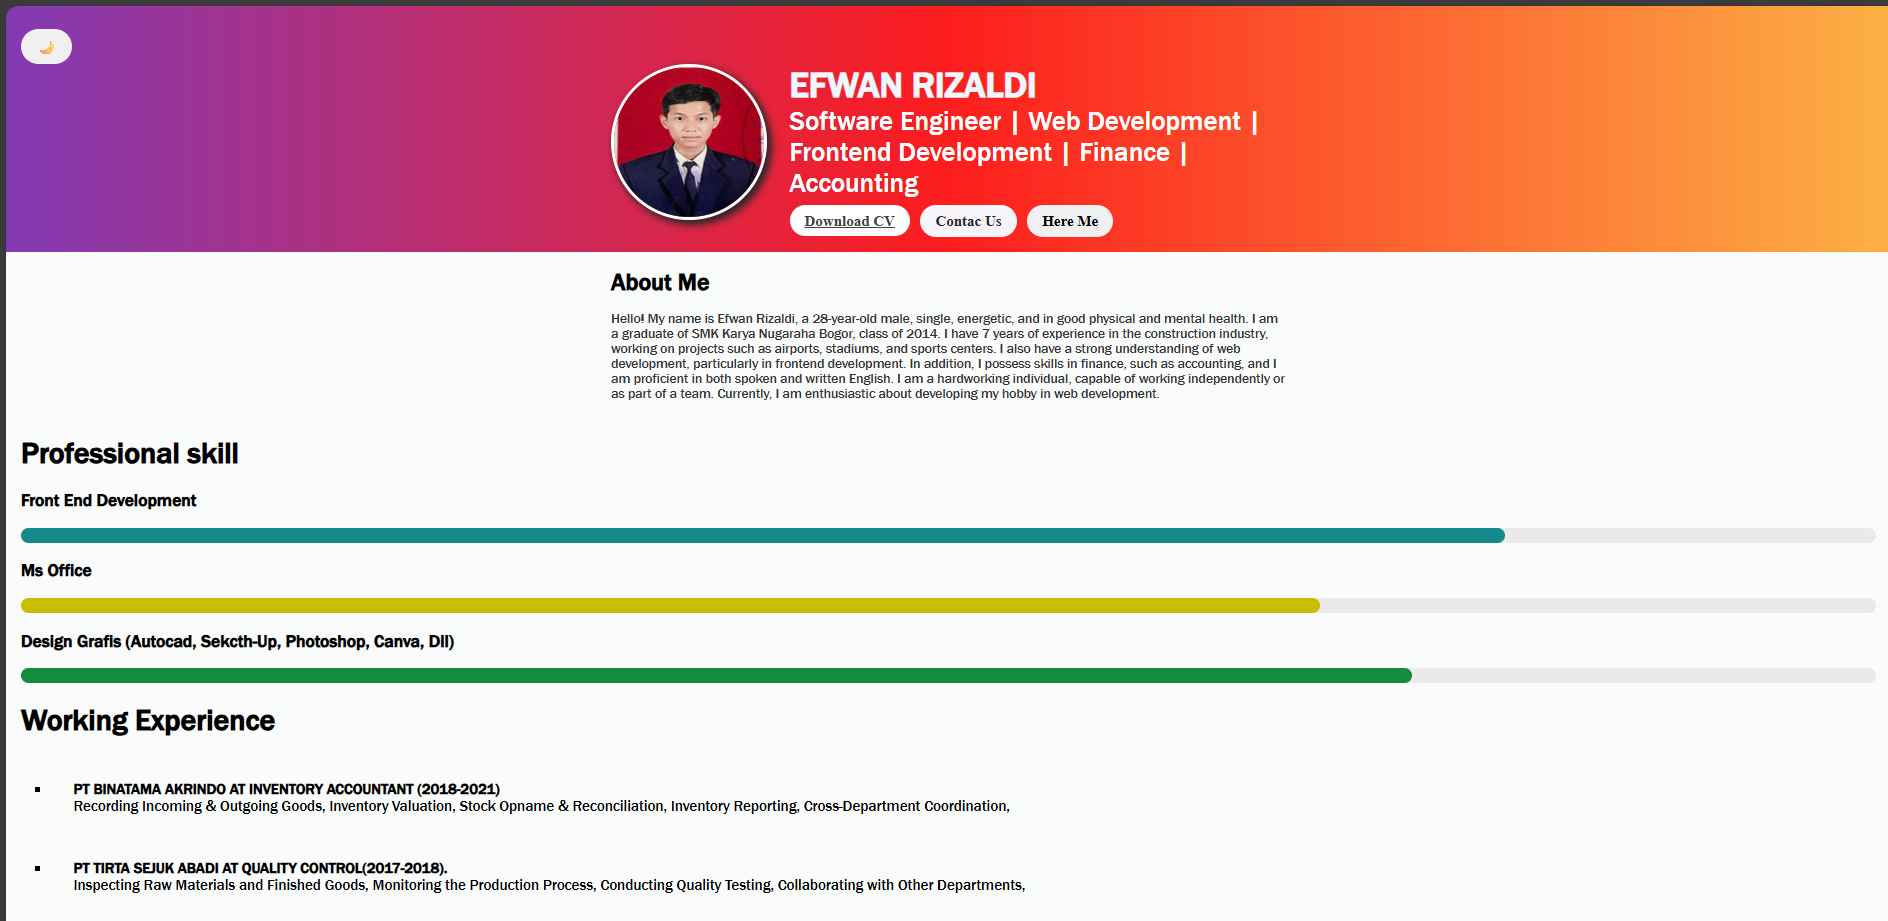 EFWAN RIZALDI
Software Engineer | Web Development |
Frontend Development | Finance |
Accounting
Download CV Contac Us Here Me
About Me
Hello! My name is Efwan Rizaldi, a 28-year-old male, single, energetic, and in good physical and mental health. I am
a graduate of SMK Karya Nugaraha Bogor, class of 2014. I have 7 years of experience in the construction industry,
working on projects such as airports, stadiums, and sports centers. I also have a strong understanding of web
development, particularly in frontend development. In addition, I possess skills in finance, such as accounting, and I
am proficient in both spoken and written English. I am a hardworking individual, capable of working independently or
as part of a team. Currently, I am enthusiastic about developing my hobby in web development.
Professional skill
Front End Development
Ms Office
Design Grafis (Autocad, Sekcth-Up, Photoshop, Canva, Dll)
Working Experience
PT BINATAMA AKRINDO AT INVENTORY ACCOUNTANT (2018-2021)
Recording Incoming & Outgoing Goods, Inventory Valuation, Stock Opname & Reconciliation, Inventory Reporting, Cross-Department Coordination,
PT TIRTA SEJUK ABADI AT QUALITY CONTROL(2017-2018).
Inspecting Raw Materials and Finished Goods, Monitoring the Production Process, Conducting Quality Testing, Collaborating with Other Departments,